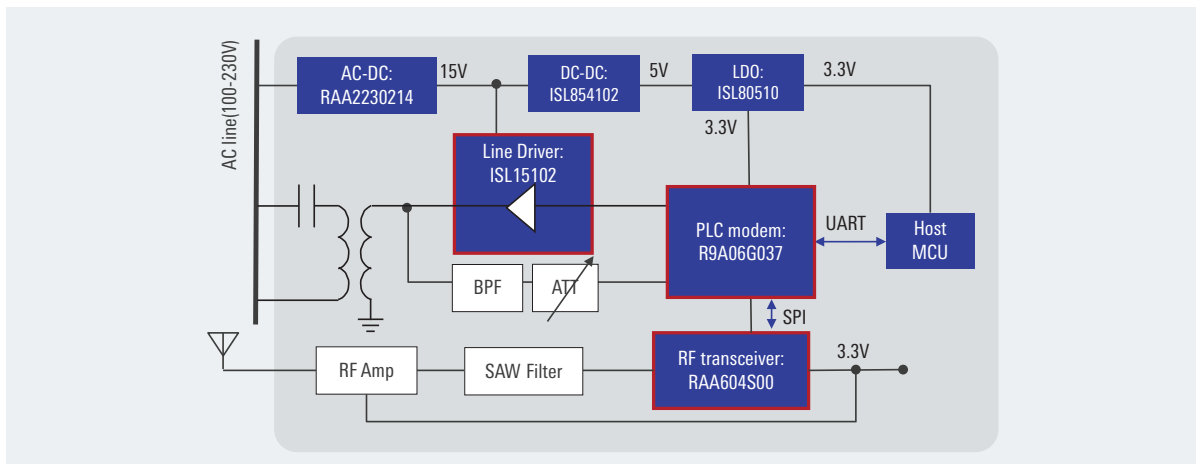 AC line(100-230V)
AC-DC:
RAA2230214
15V
DC-DC:
ISL854102
5V
LDO:
ISL80510
3.3V
3.3V
Line Driver:
ISL15102
PLC modem:
R9A06G037
UART
Host
MCU
BPF
ATT
SPI
RF Amp
SAW Filter
RF transceiver:
RAA604S00
3.3V